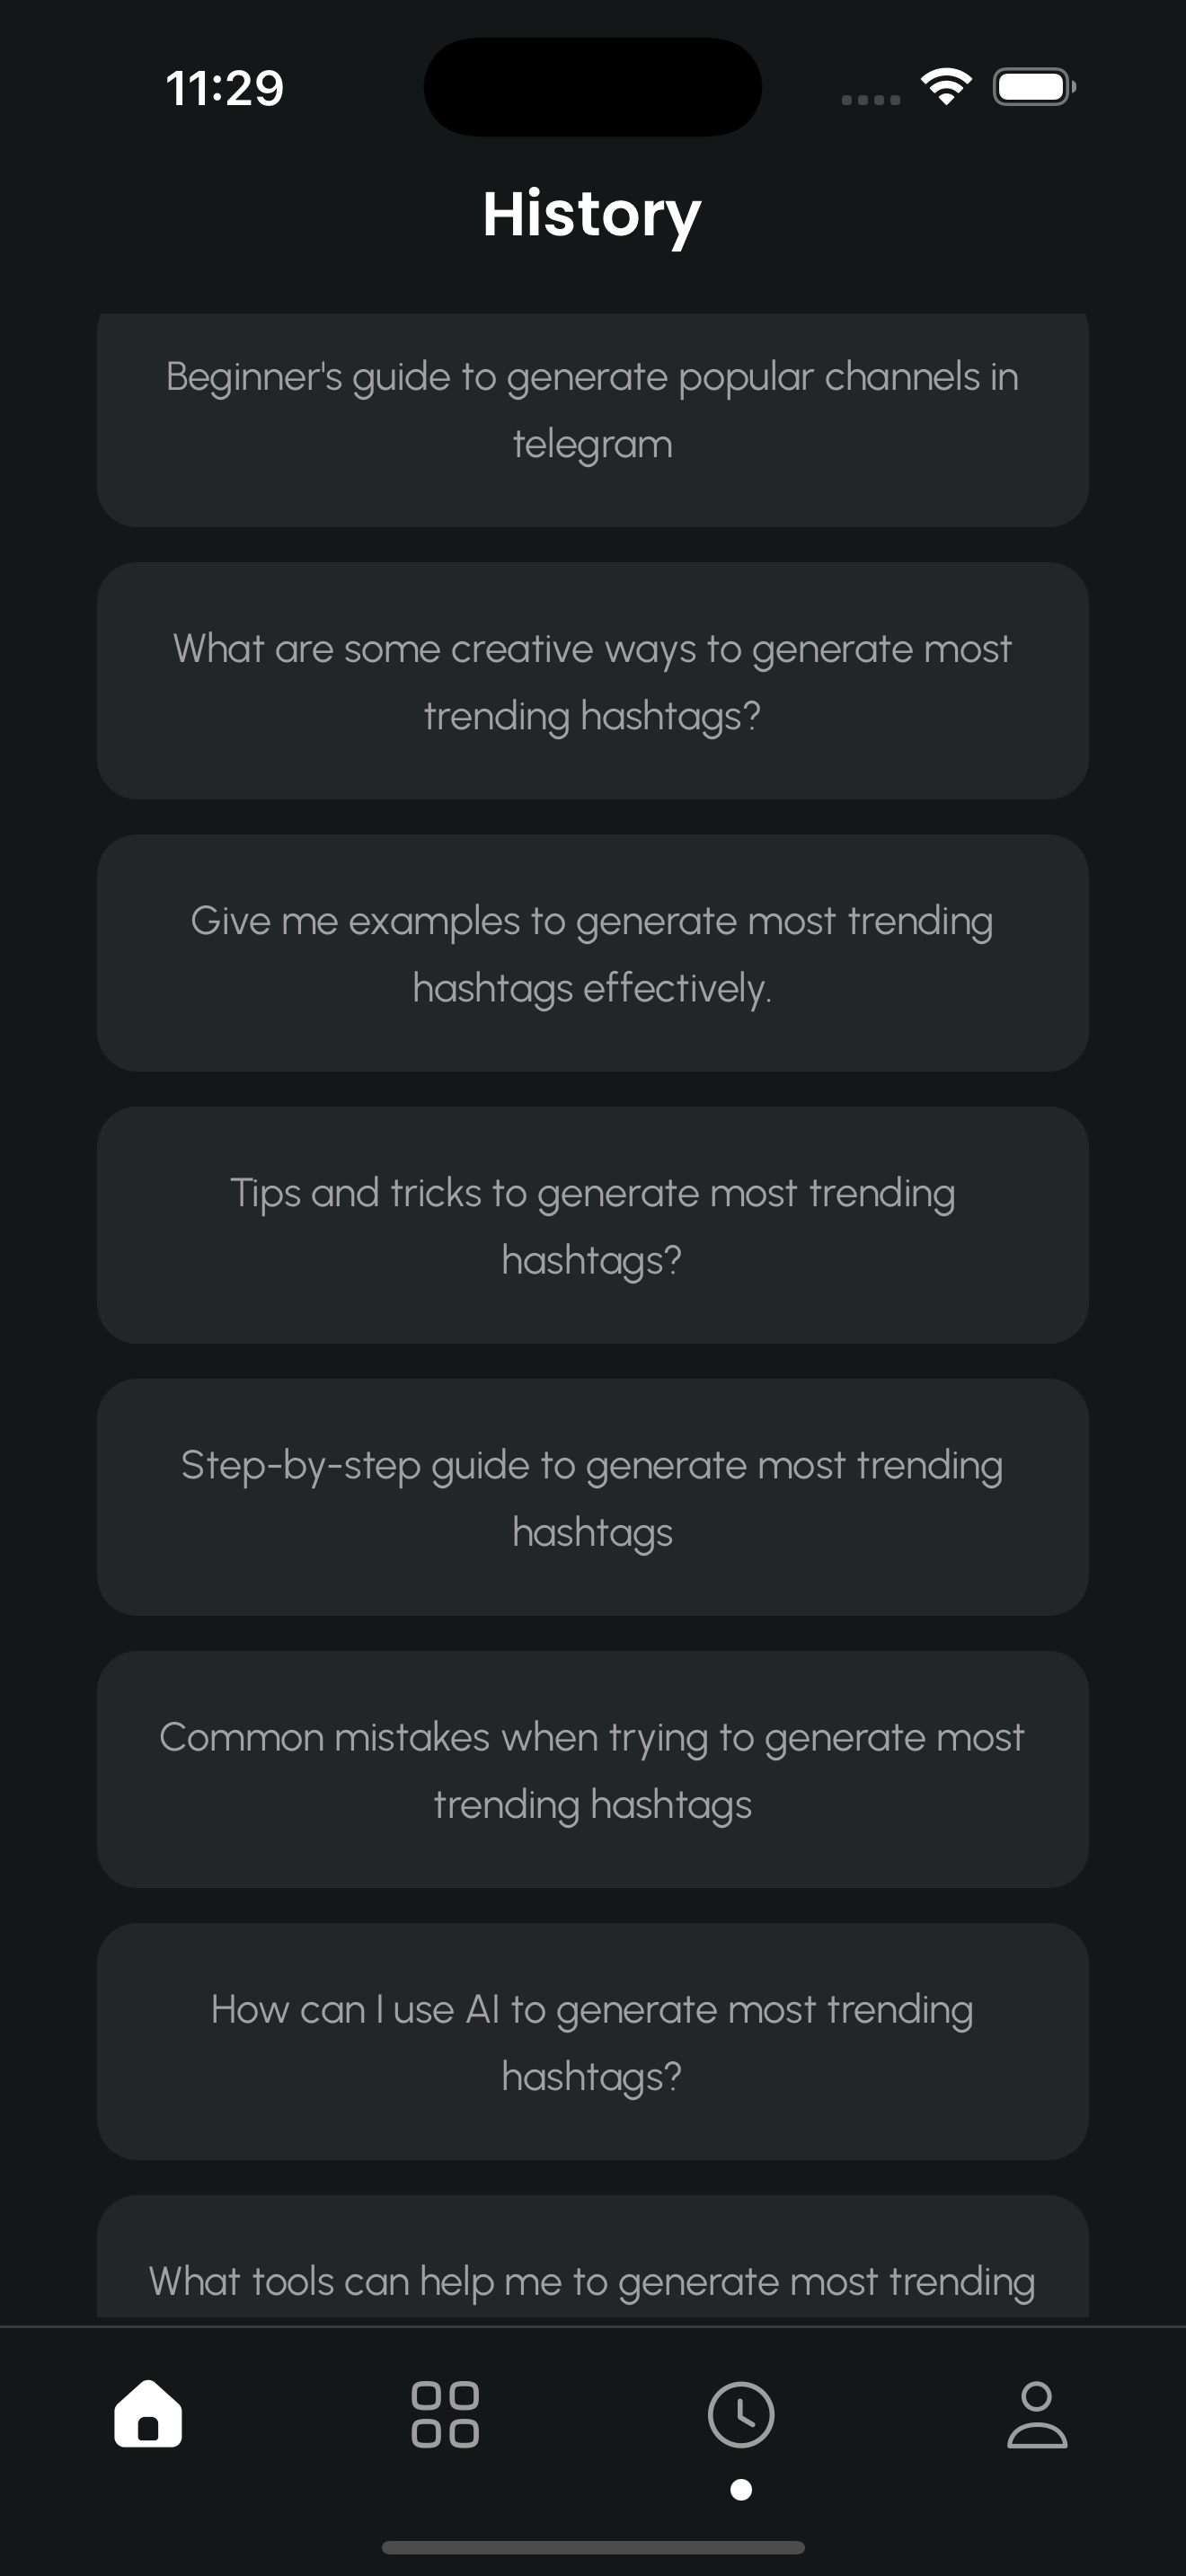 11:29
History
Beginner's guide to generate popular channels in
telegram
What are some creative ways to generate most
trending hashtags?
Give me examples to generate most trending
hashtags effectively.
Tips and tricks to generate most trending
hashtags?
Step-by-step guide to generate most trending
hashtags
Common mistakes when trying to generate most
trending hashtags
How can I use AI to generate most trending
hashtags?
What tools can help me to generate most trending